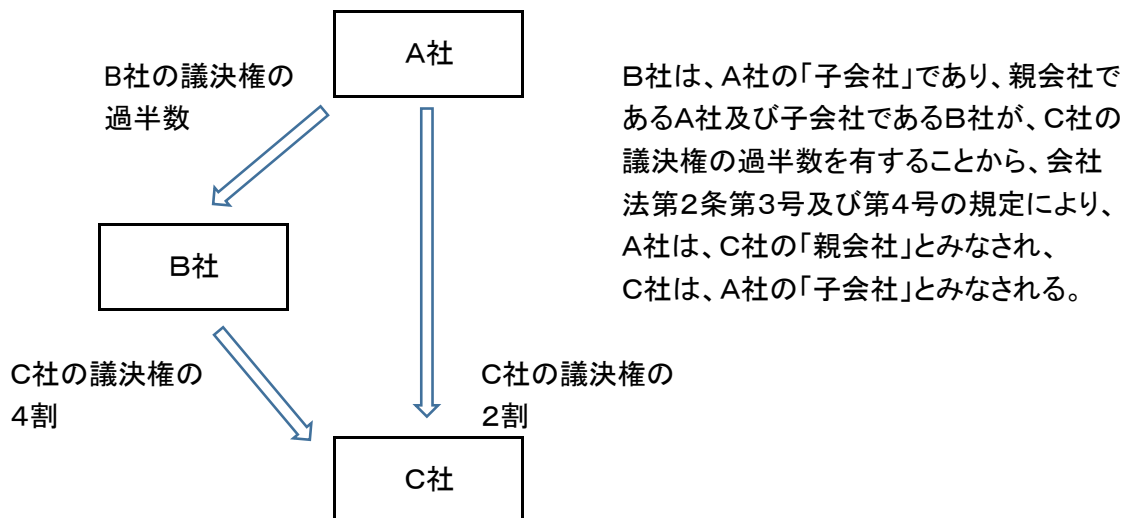 A社
B社の議決権の
過半数
B社は、A社の「子会社」であり、親会社で
あるA社及び子会社であるB社が、C社の
議決権の過半数を有することから、会社
法第2条第3号及び第4号の規定により、
A社は、C社の「親会社」とみなされ、
C社は、A社の「子会社」とみなされる。
B社
C社の議決権の
4割
C社の議決権の
2割
C社